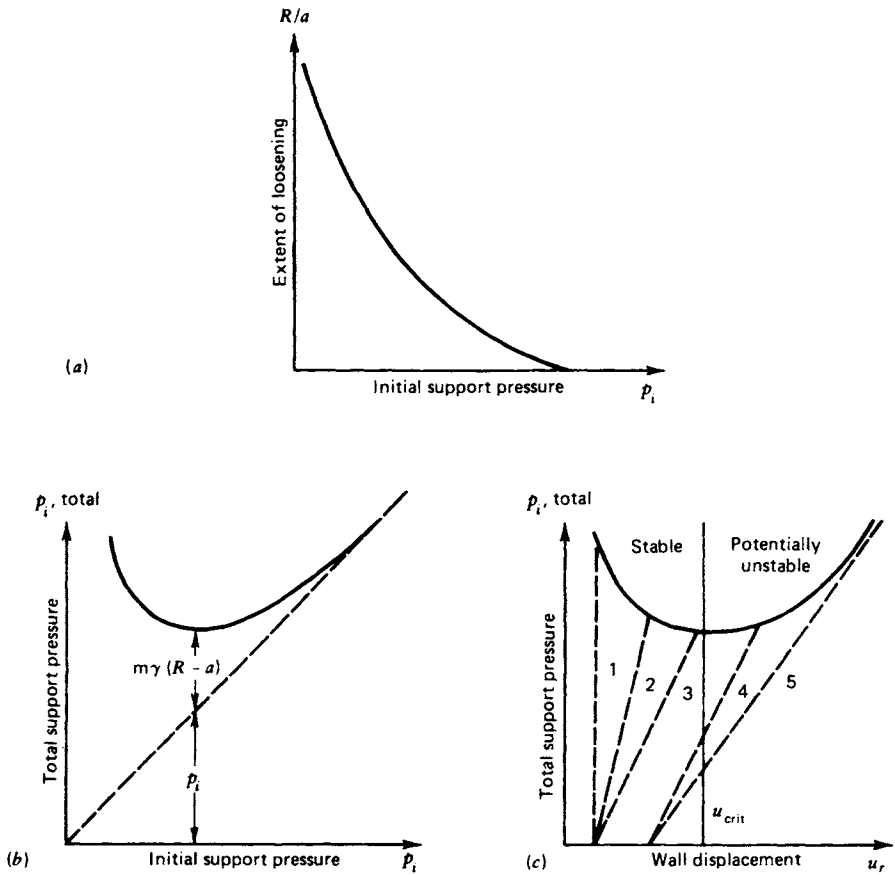 R/a
Extent of loosening
(a)
Initial support pressure
p_i
p_i, total
Total support pressure
mγ (R - a)
p_i
(b)
Initial support pressure
p_i
p_i, total
Stable
Potentially
unstable
Total support pressure
1
2
3
4
5
u_crit
(c)
Wall displacement
u_r